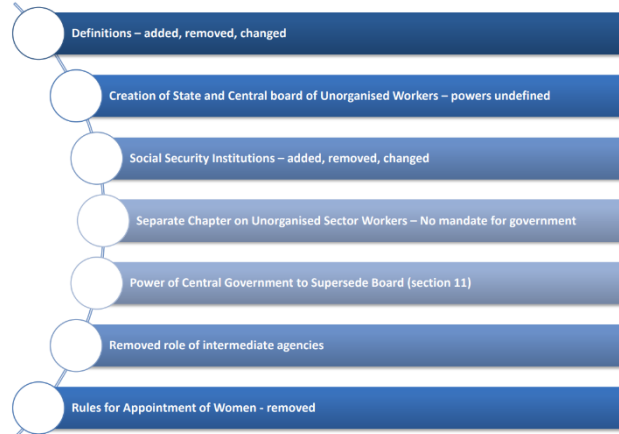 Definitions – added, removed, changed
Creation of State and Central board of Unorganised Workers – powers undefined
Social Security Institutions – added, removed, changed
Separate Chapter on Unorganised Sector Workers – No mandate for government
Power of Central Government to Supersede Board (section 11)
Removed role of intermediate agencies
Rules for Appointment of Women - removed